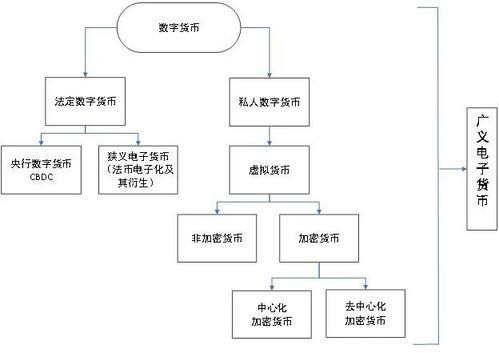 数字货币
法定数字货币
私人数字货币
广义电子货币
央行数字货币
CBDC
狭义电子货币
（法币电子化及
其衍生）
虚拟货币
非加密货币
加密货币
中心化
加密货币
去中心化
加密货币